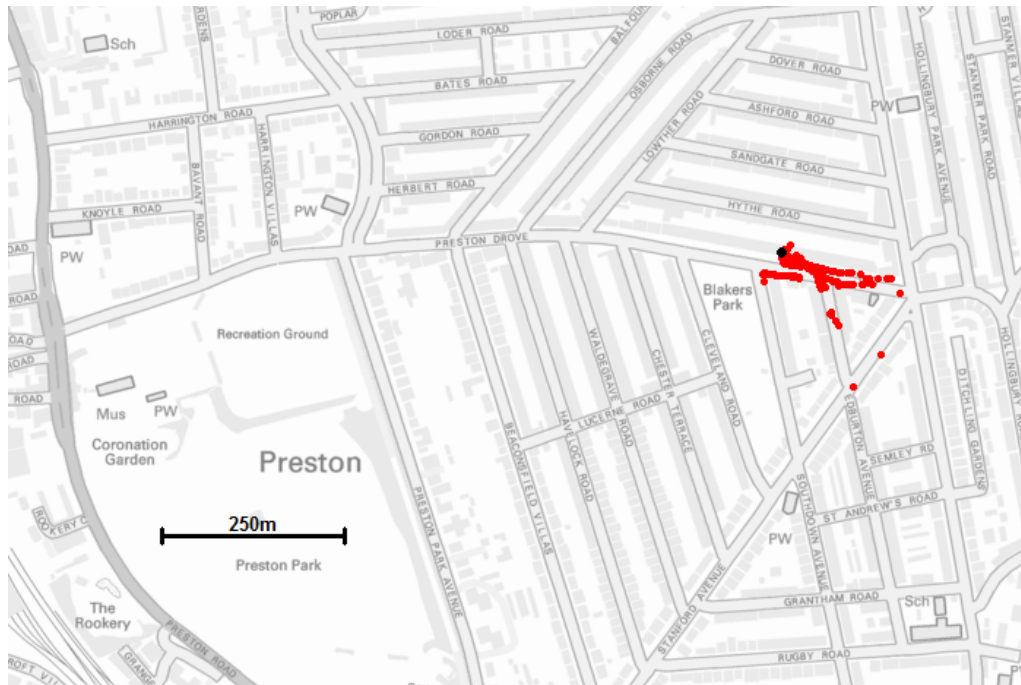 POPLAR
LODER ROAD
BALFOUR
Sch
BATES ROAD
OSBORNE ROAD
DOVER ROAD
HOLLINGBURY PARK AVENUE
STANMER PARK ROAD
STANMER VILLAS
HARRINGTON ROAD
HARRINGTON VILLAS
BAVANT ROAD
GORDON ROAD
LOWTHER ROAD
ASHFORD ROAD
PW
SANDGATE ROAD
HERBERT ROAD
HYTHE ROAD
KNOYLE ROAD
PW
PW
PRESTON DROVE
ROAD
ROAD
Blakers
Park
Recreation Ground
ROAD
ROAD
ROAD
Mus
PW
Coronation
Garden
Preston
WALDEGRAVE ROAD
CHESTER TERRACE
CLEVELAND ROAD
LUCERNE ROAD
HAVELOCK ROAD
BEACONSFIELD VILLAS
PRESTON PARK AVENUE
EDBURTON AVENUE
DITCHLING GARDENS
HOLLINGBURY
SEMLEY RD
ST ANDREW'S ROAD
SOUTHDOWN AVENUE
250m
ROOKERY
Preston Park
PW
STANFORD AVENUE
GRANTHAM ROAD
Sch
The
Rookery
PRESTON ROAD
RUGBY ROAD